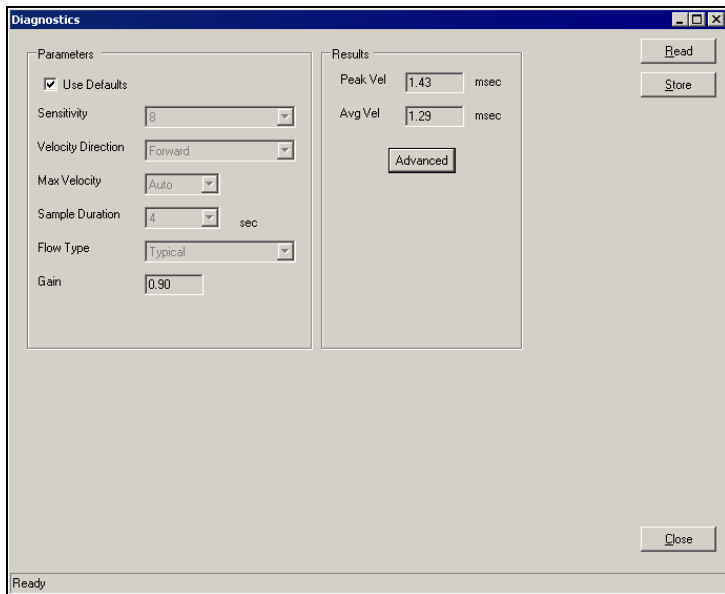 Diagnostics
Parameters
Use Defaults
Sensitivity 8
Velocity Direction Forward
Max Velocity Auto
Sample Duration 4 sec
Flow Type Typical
Gain 0.90
Results
Peak Vel 1.43 msec
Avg Vel 1.29 msec
Advanced
Read
Store
Close
Ready